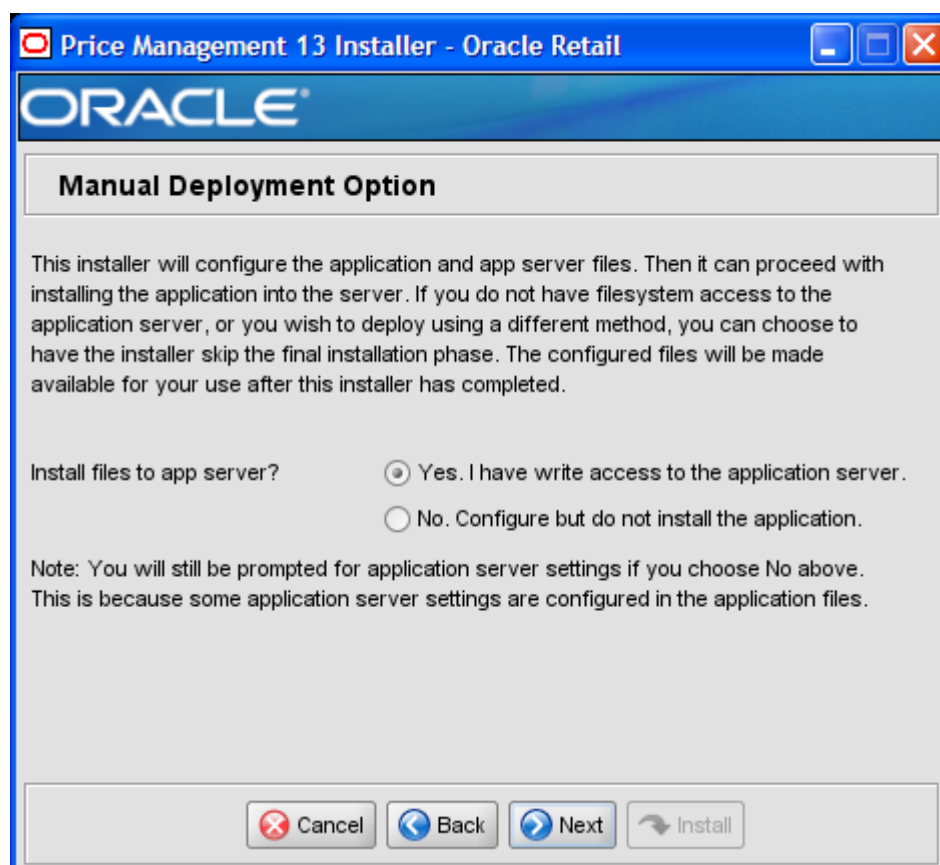 Price Management 13 Installer - Oracle Retail
ORACLE®
Manual Deployment Option
This installer will configure the application and app server files. Then it can proceed with
installing the application into the server. If you do not have filesystem access to the
application server, or you wish to deploy using a different method, you can choose to
have the installer skip the final installation phase. The configured files will be made
available for your use after this installer has completed.
Install files to app server?
Yes. I have write access to the application server.
No. Configure but do not install the application.
Note: You will still be prompted for application server settings if you choose No above.
This is because some application server settings are configured in the application files.
Cancel Back Next Install